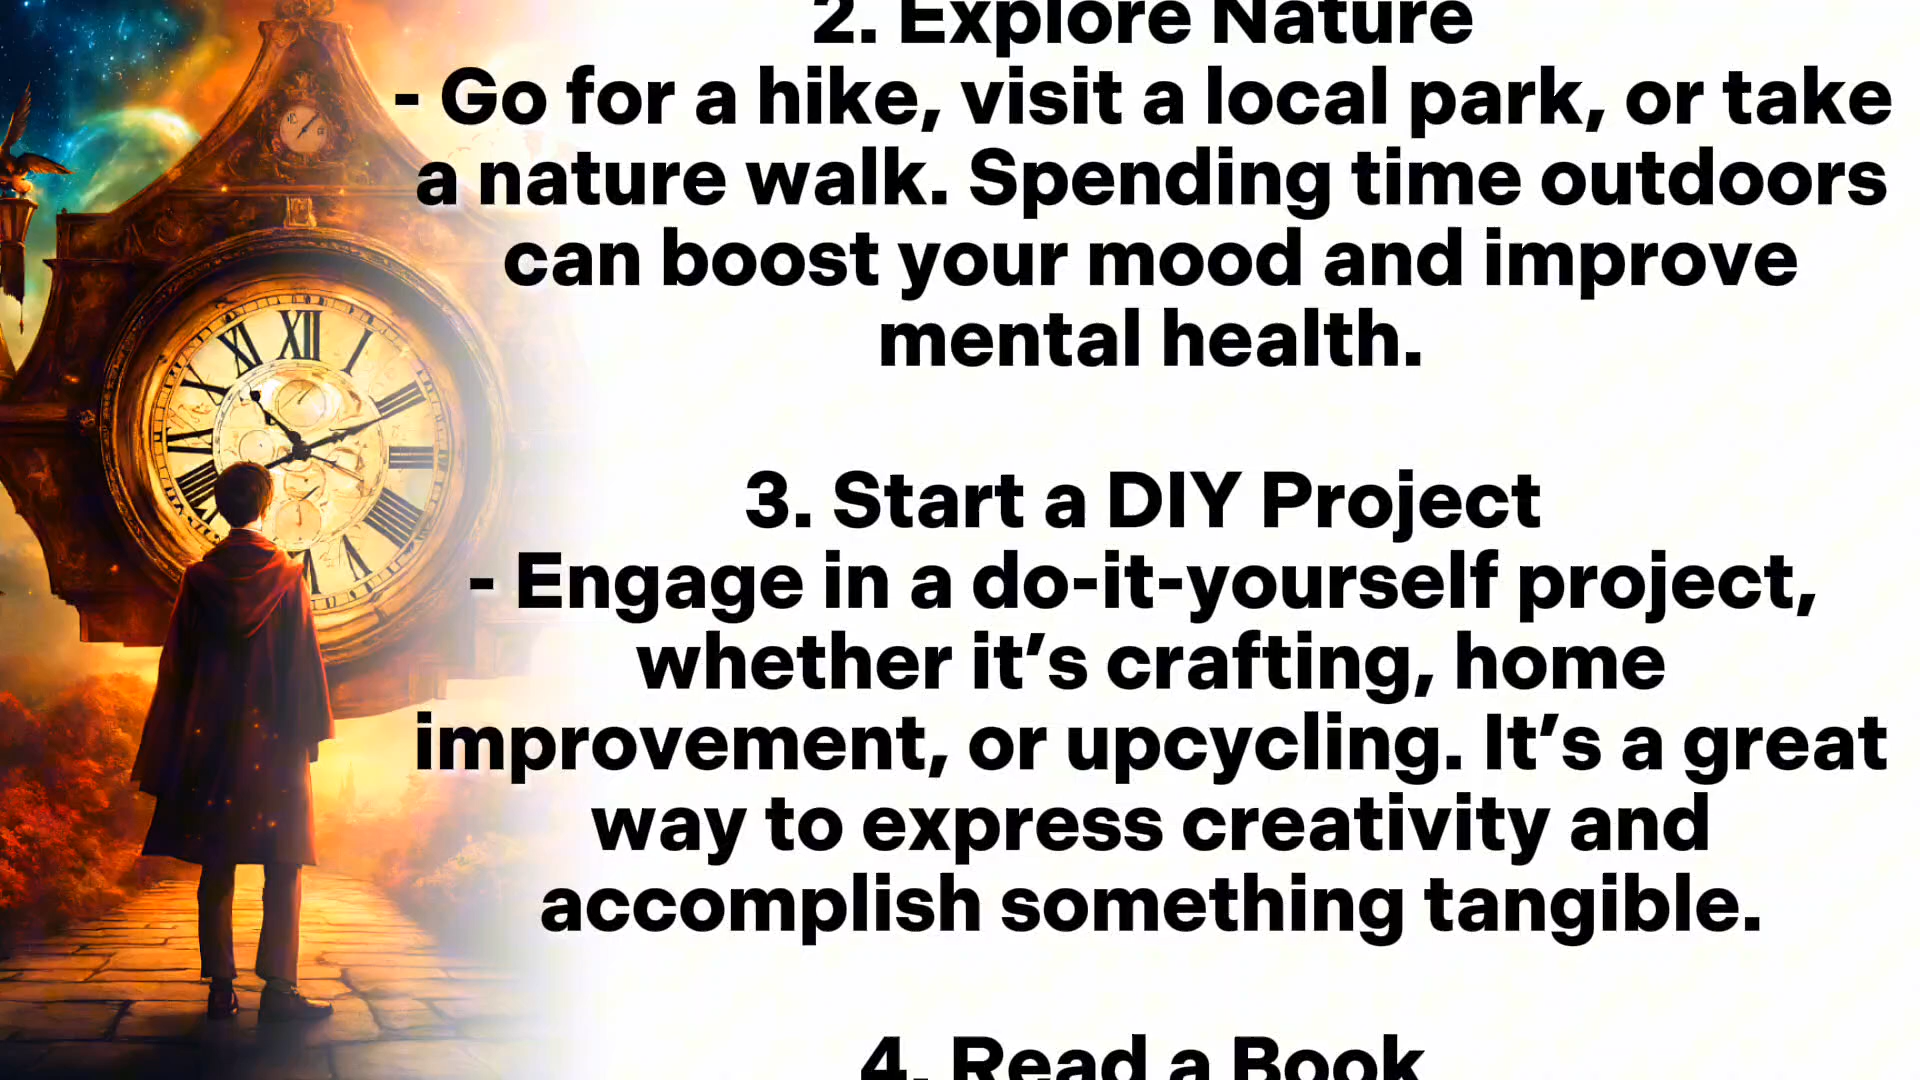 2. Explore Nature
- Go for a hike, visit a local park, or take
a nature walk. Spending time outdoors
can boost your mood and improve
mental health.
3. Start a DIY Project
- Engage in a do-it-yourself project,
whether it’s crafting, home
improvement, or upcycling. It’s a great
way to express creativity and
accomplish something tangible.
4. Read a Book
XI XII I